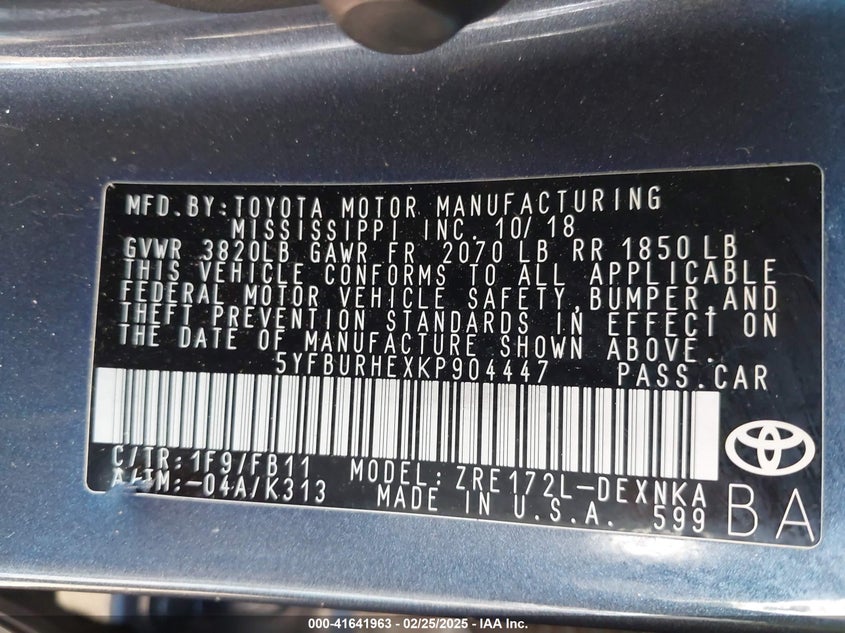 MFD.BY:TOYOTA MOTOR MANUFACTURING
MISSISSIPPI INC. 10/18
GVWR 3820LB GAWR FR 2070 LB RR 1850LB
THIS VEHICLE CONFORMS TO ALL APPLICABLE
FEDERAL MOTOR VEHICLE SAFETY,BUMPER,AND
THEFT PREVENTION STANDARDS IN EFFECT ON
THE DATE OF MANUFACTURE SHOWN ABOVE.
5YFBURHEXKP904447 PASS.CAR
C/TR:1F9/FB11 MODEL:ZRE172L-DEXNKA
A/TM:-04A/K313 MADE IN U.S.A. 599
BA
000-41641963 - 02/25/2025 - IAA Inc.